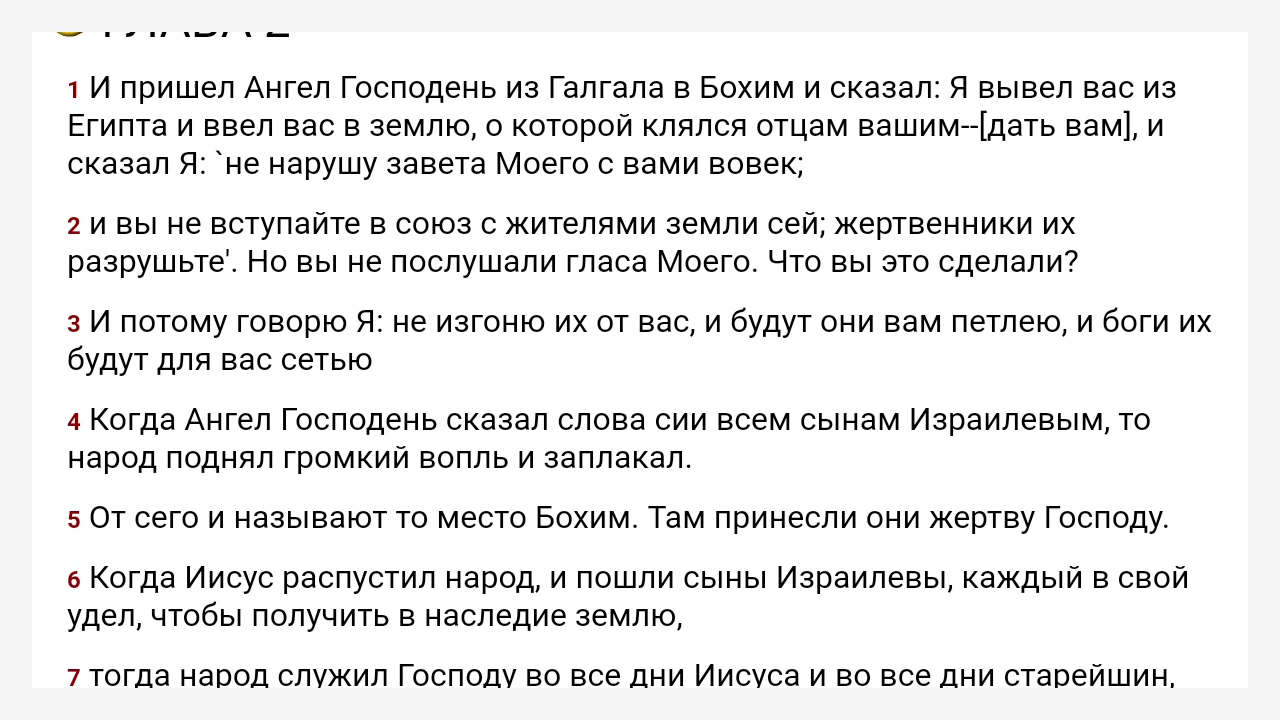 ГЛАВА 2
1 И пришел Ангел Господень из Галгала в Бохим и сказал: Я вывел вас из
Египта и ввел вас в землю, о которой клялся отцам вашим--[дать вам], и
сказал Я: `не нарушу завета Моего с вами вовек;
2 и вы не вступайте в союз с жителями земли сей; жертвенники их
разрушьте'. Но вы не послушали гласа Моего. Что вы это сделали?
3 И потому говорю Я: не изгоню их от вас, и будут они вам петлею, и боги их
будут для вас сетью
4 Когда Ангел Господень сказал слова сии всем сынам Израилевым, то
народ поднял громкий вопль и заплакал.
5 От сего и называют то место Бохим. Там принесли они жертву Господу.
6 Когда Иисус распустил народ, и пошли сыны Израилевы, каждый в свой
удел, чтобы получить в наследие землю,
7 тогда народ служил Господу во все дни Иисуса и во все дни старейшин,